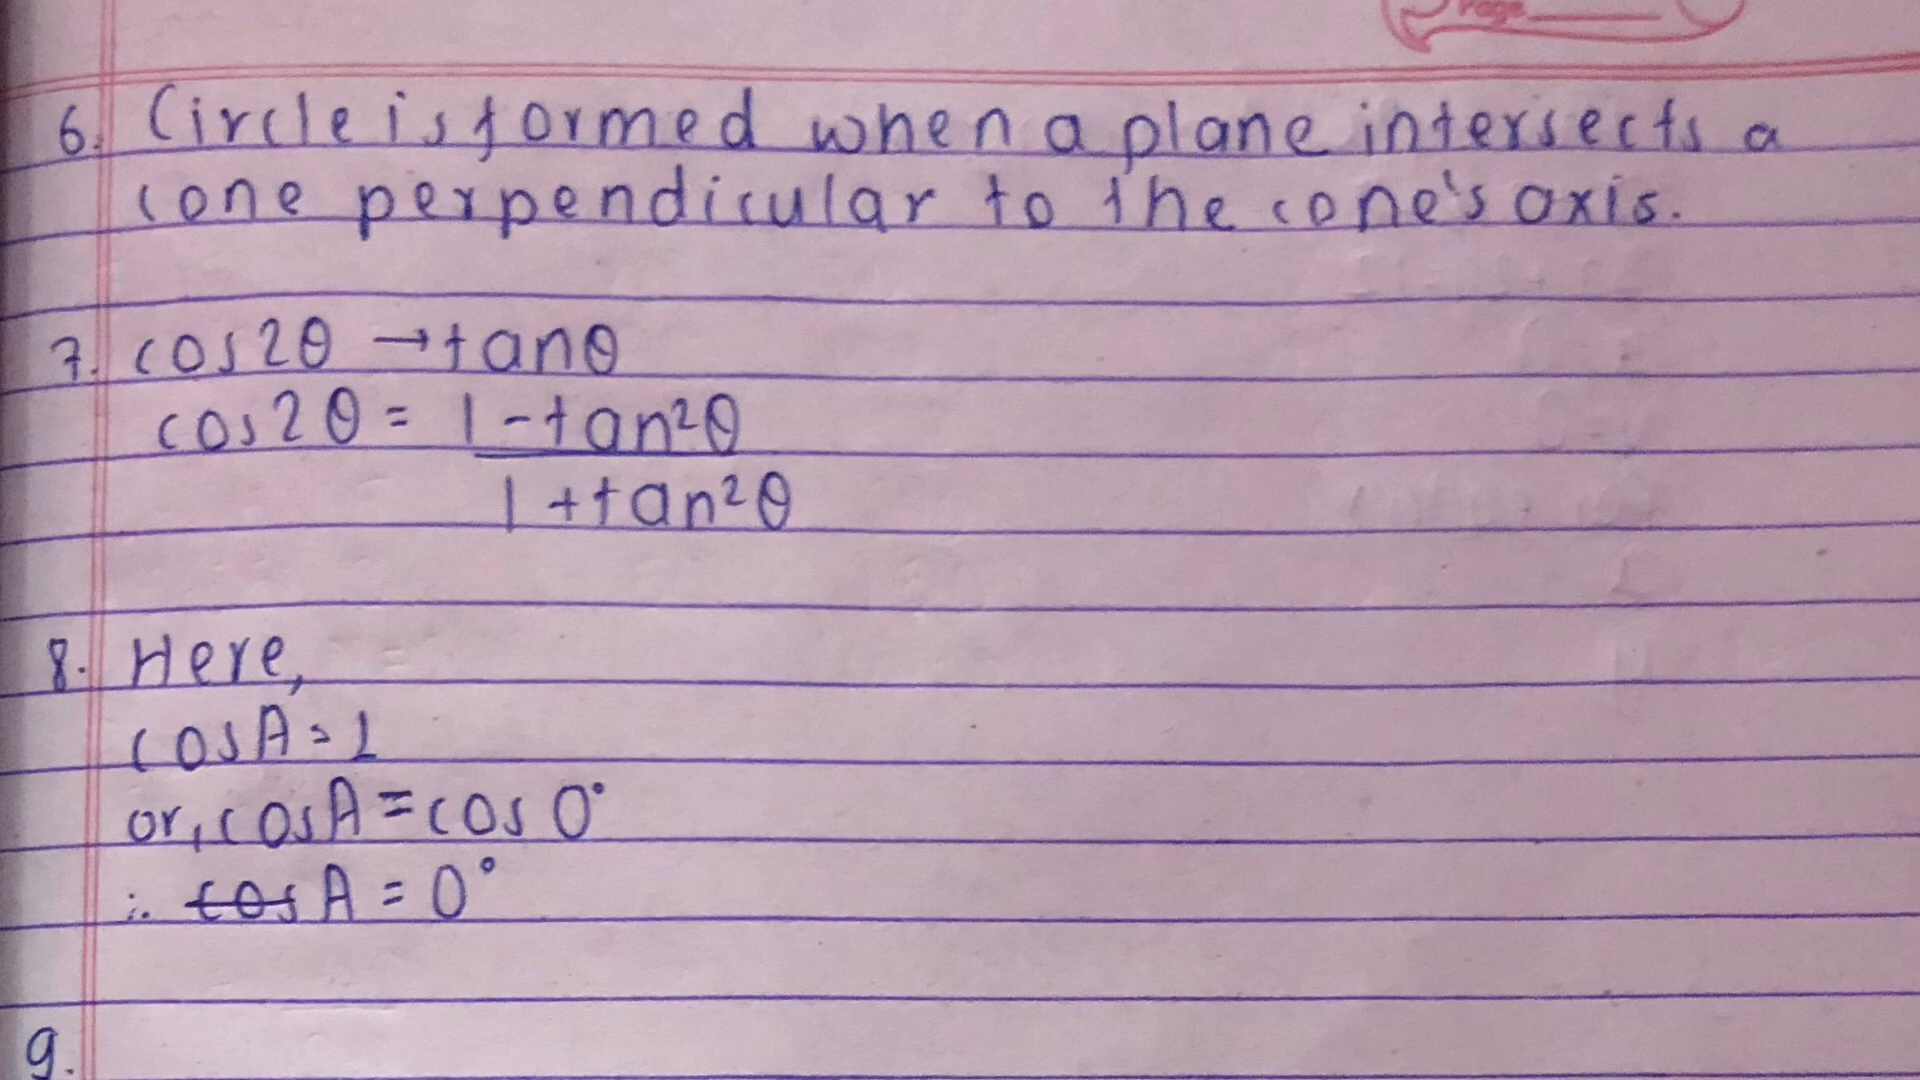 Page
6. Circle is formed when a plane intersects a
cone perpendicular to the cone's axis.
7. cos2θ → tanθ
cos2θ = 1 - tan²θ
1 + tan²θ
8. Here,
cosA = 1
or, cosA = cos 0°
∴ ~~cos~~ A = 0°
9.